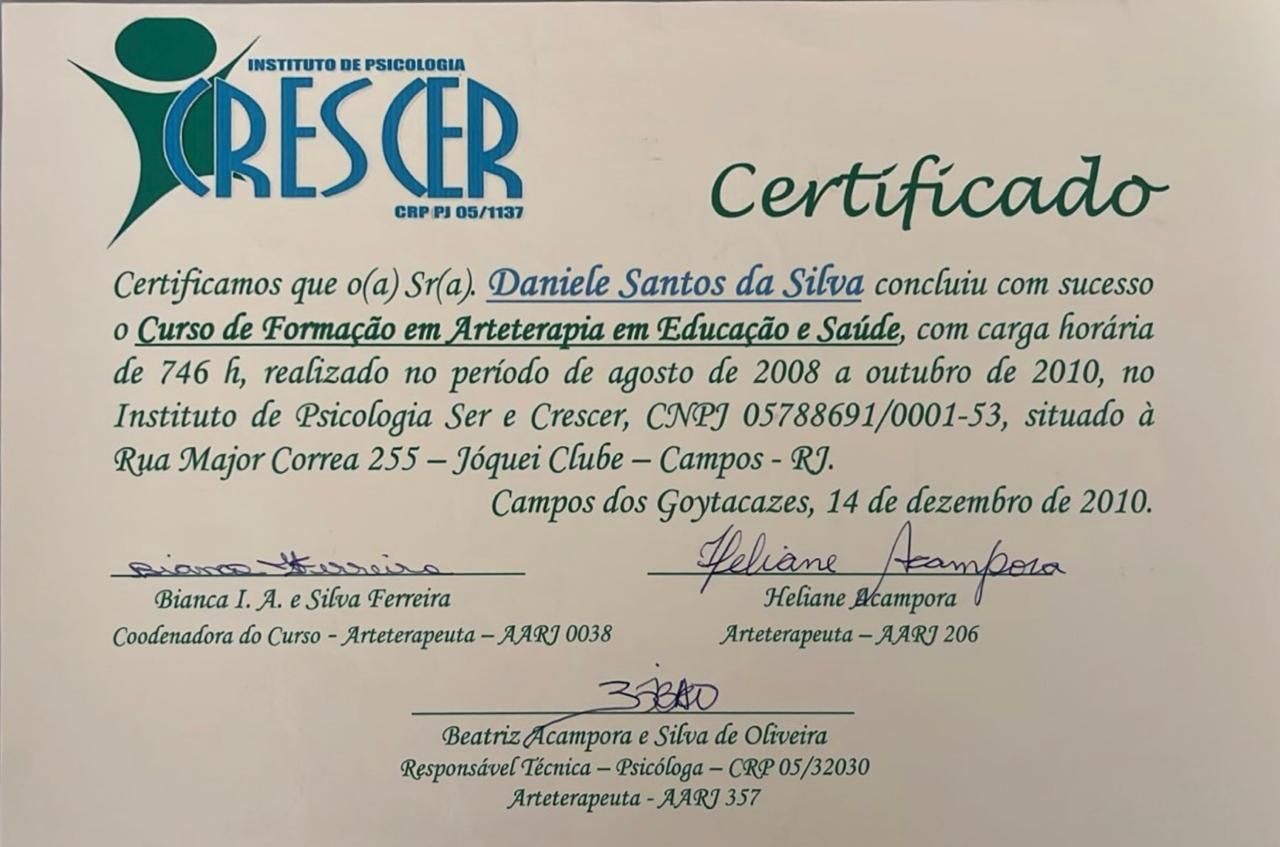 INSTITUTO DE PSICOLOGIA
CRESCER
CRP PJ 05/1137
Certificado
Certificamos que o(a) Sr(a). Daniele Santos da Silva concluiu com sucesso
o Curso de Formação em Arteterapia em Educação e Saúde, com carga horária
de 746 h, realizado no período de agosto de 2008 a outubro de 2010, no
Instituto de Psicologia Ser e Crescer, CNPJ 05788691/0001-53, situado à
Rua Major Correa 255 – Jóquei Clube – Campos - RJ.
Campos dos Goytacazes, 14 de dezembro de 2010.
Bianca Ferreira
Heliane Acampora
Bianca I. A. e Silva Ferreira
Heliane Acampora
Coodenadora do Curso - Arteterapeuta – AARJ 0038
Arteterapeuta – AARJ 206
Beatriz Acampora e Silva de Oliveira
Responsável Técnica – Psicóloga – CRP 05/32030
Arteterapeuta - AARJ 357